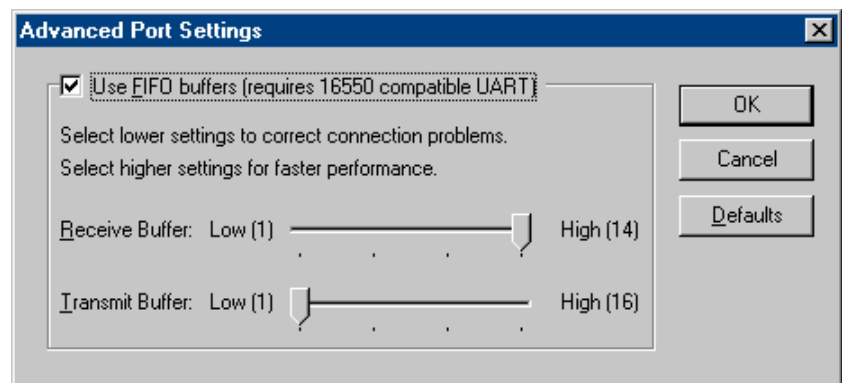 Advanced Port Settings
Use FIFO buffers (requires 16550 compatible UART)
Select lower settings to correct connection problems.
Select higher settings for faster performance.
Receive Buffer: Low (1) High (14)
Transmit Buffer: Low (1) High (16)
OK
Cancel
Defaults